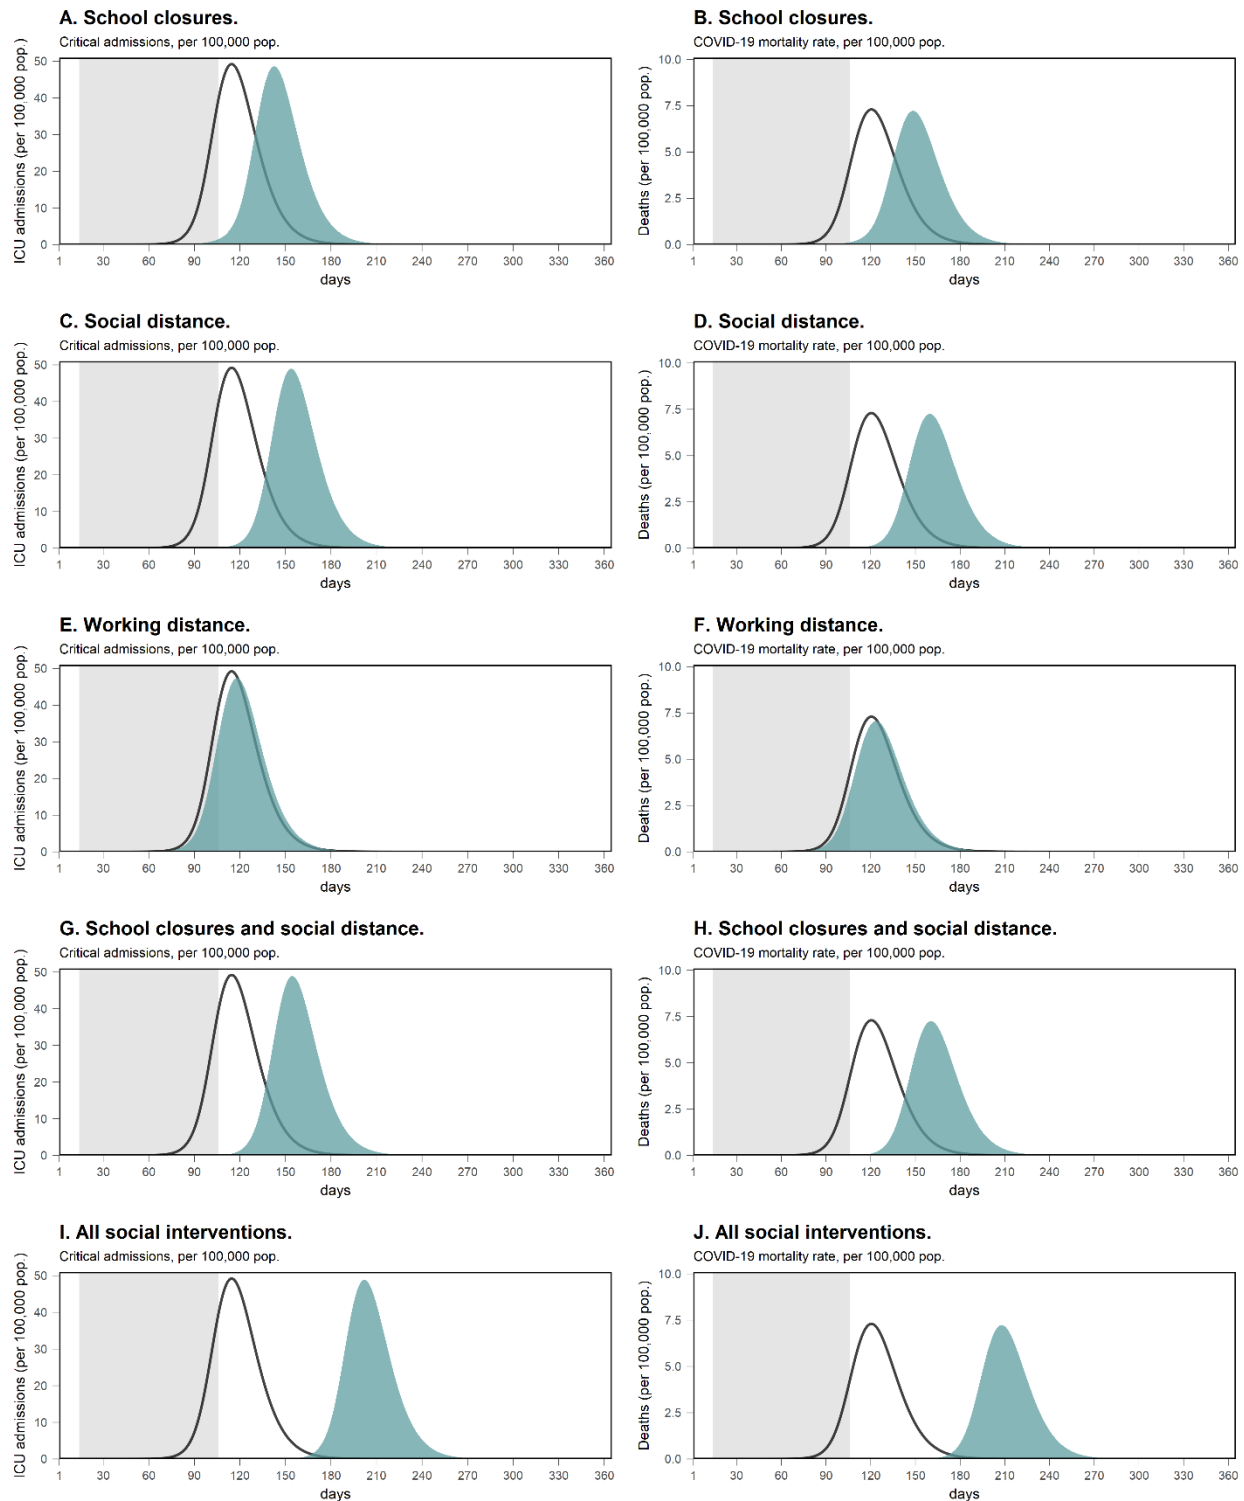 A. School closures.
Critical admissions, per 100,000 pop.
ICU admissions (per 100,000 pop.)
50
40
30
20
10
0
1 30 60 90 120 150 180 210 240 270 300 330 360
days
B. School closures.
COVID-19 mortality rate, per 100,000 pop.
Deaths (per 100,000 pop.)
10.0
7.5
5.0
2.5
0.0
1 30 60 90 120 150 180 210 240 270 300 330 360
days
C. Social distance.
Critical admissions, per 100,000 pop.
ICU admissions (per 100,000 pop.)
50
40
30
20
10
0
1 30 60 90 120 150 180 210 240 270 300 330 360
days
D. Social distance.
COVID-19 mortality rate, per 100,000 pop.
Deaths (per 100,000 pop.)
10.0
7.5
5.0
2.5
0.0
1 30 60 90 120 150 180 210 240 270 300 330 360
days
E. Working distance.
Critical admissions, per 100,000 pop.
ICU admissions (per 100,000 pop.)
50
40
30
20
10
0
1 30 60 90 120 150 180 210 240 270 300 330 360
days
F. Working distance.
COVID-19 mortality rate, per 100,000 pop.
Deaths (per 100,000 pop.)
10.0
7.5
5.0
2.5
0.0
1 30 60 90 120 150 180 210 240 270 300 330 360
days
G. School closures and social distance.
Critical admissions, per 100,000 pop.
ICU admissions (per 100,000 pop.)
50
40
30
20
10
0
1 30 60 90 120 150 180 210 240 270 300 330 360
days
H. School closures and social distance.
COVID-19 mortality rate, per 100,000 pop.
Deaths (per 100,000 pop.)
10.0
7.5
5.0
2.5
0.0
1 30 60 90 120 150 180 210 240 270 300 330 360
days
I. All social interventions.
Critical admissions, per 100,000 pop.
ICU admissions (per 100,000 pop.)
50
40
30
20
10
0
1 30 60 90 120 150 180 210 240 270 300 330 360
days
J. All social interventions.
COVID-19 mortality rate, per 100,000 pop.
Deaths (per 100,000 pop.)
10.0
7.5
5.0
2.5
0.0
1 30 60 90 120 150 180 210 240 270 300 330 360
days